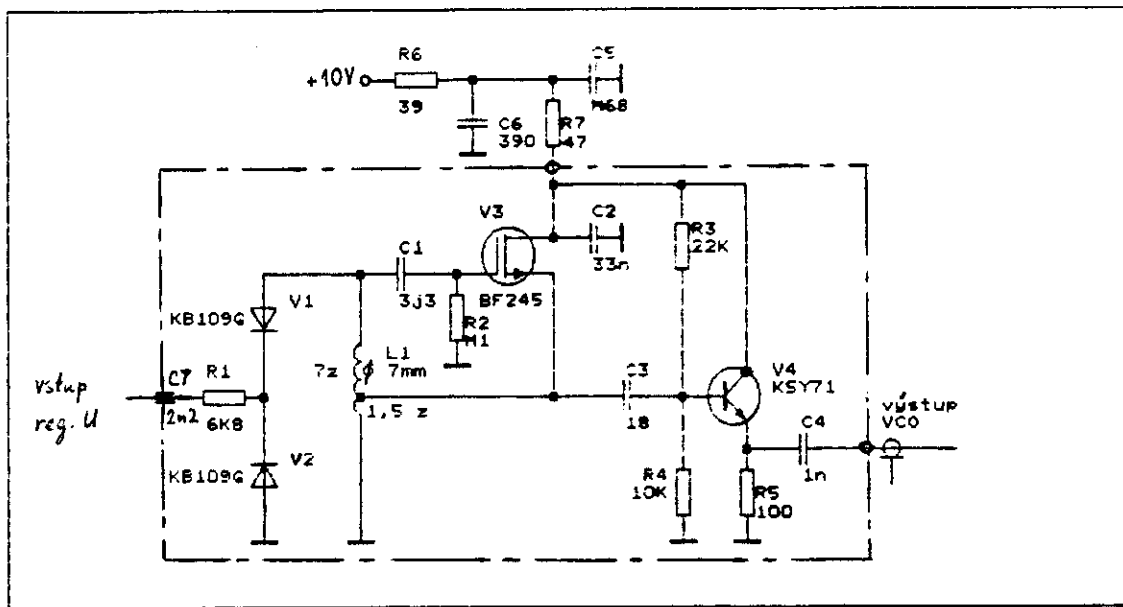 R6
+10V
39
C5
M68
C6
390
R7
47
V3
C2
33n
R3
22K
C1
3j3
BF245
R2
M1
V1
KB109G
L1
7z ϕ 7mm
1,5 z
vstup
reg. U
C7
2n2
R1
6K8
V2
KB109G
C3
18
V4
KSY71
výstup
VCO
C4
1n
R4
10K
R5
100